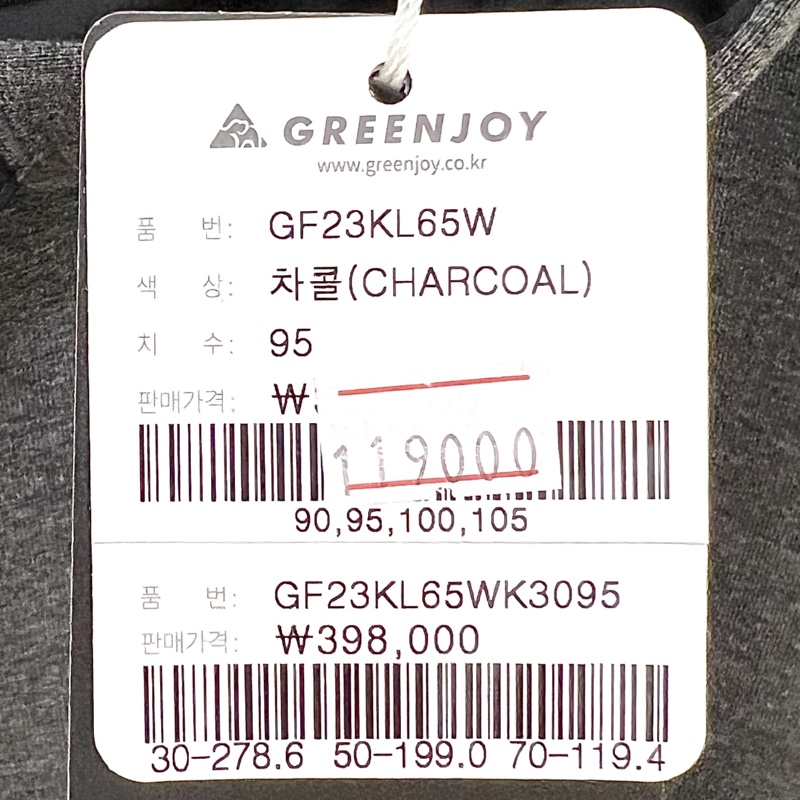 GREENJOY
www.greenjoy.co.kr
품 번: GF23KL65W
색 상: 차콜(CHARCOAL)
치 수: 95
판매가격: ₩
119000
90,95,100,105
품 번: GF23KL65WK3095
판매가격: ₩398,000
30-278.6 50-199.0 70-119.4